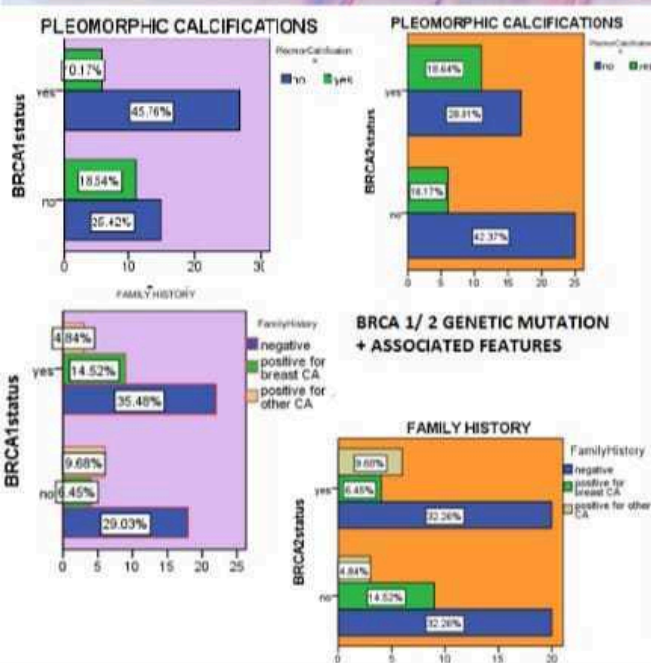 PLEOMORPHIC CALCIFICATIONS
no yes
BRCA1status
yes
0.17%
45.76%
no
18.54%
25.42%
0 10 20 30
PLEOMORPHIC CALCIFICATIONS
no yes
BRCA2status
yes
18.64%
28.81%
no
42.37%
0 5 10 15 20 25
FAMILY HISTORY
FamilyHistory
negative
positive for
breast CA
positive for
other CA
BRCA1status
yes
4.84%
14.52%
35.48%
no
9.68%
6.45%
29.03%
0 5 10 15 20 25
BRCA 1/ 2 GENETIC MUTATION
+ ASSOCIATED FEATURES
FAMILY HISTORY
FamilyHistory
negative
positive for
breast CA
positive for other
CA
BRCA2status
yes
9.68%
6.45%
32.26%
no
4.84%
14.52%
32.26%
0 5 10 15 20